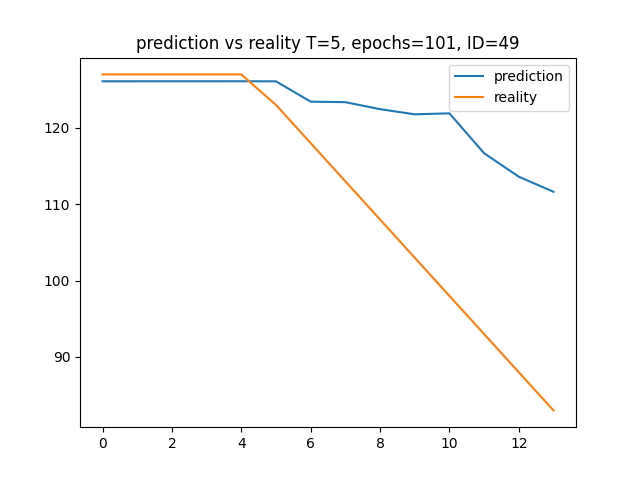 prediction vs reality T=5, epochs=101, ID=49
prediction
reality
120
110
100
90
0 2 4 6 8 10 12